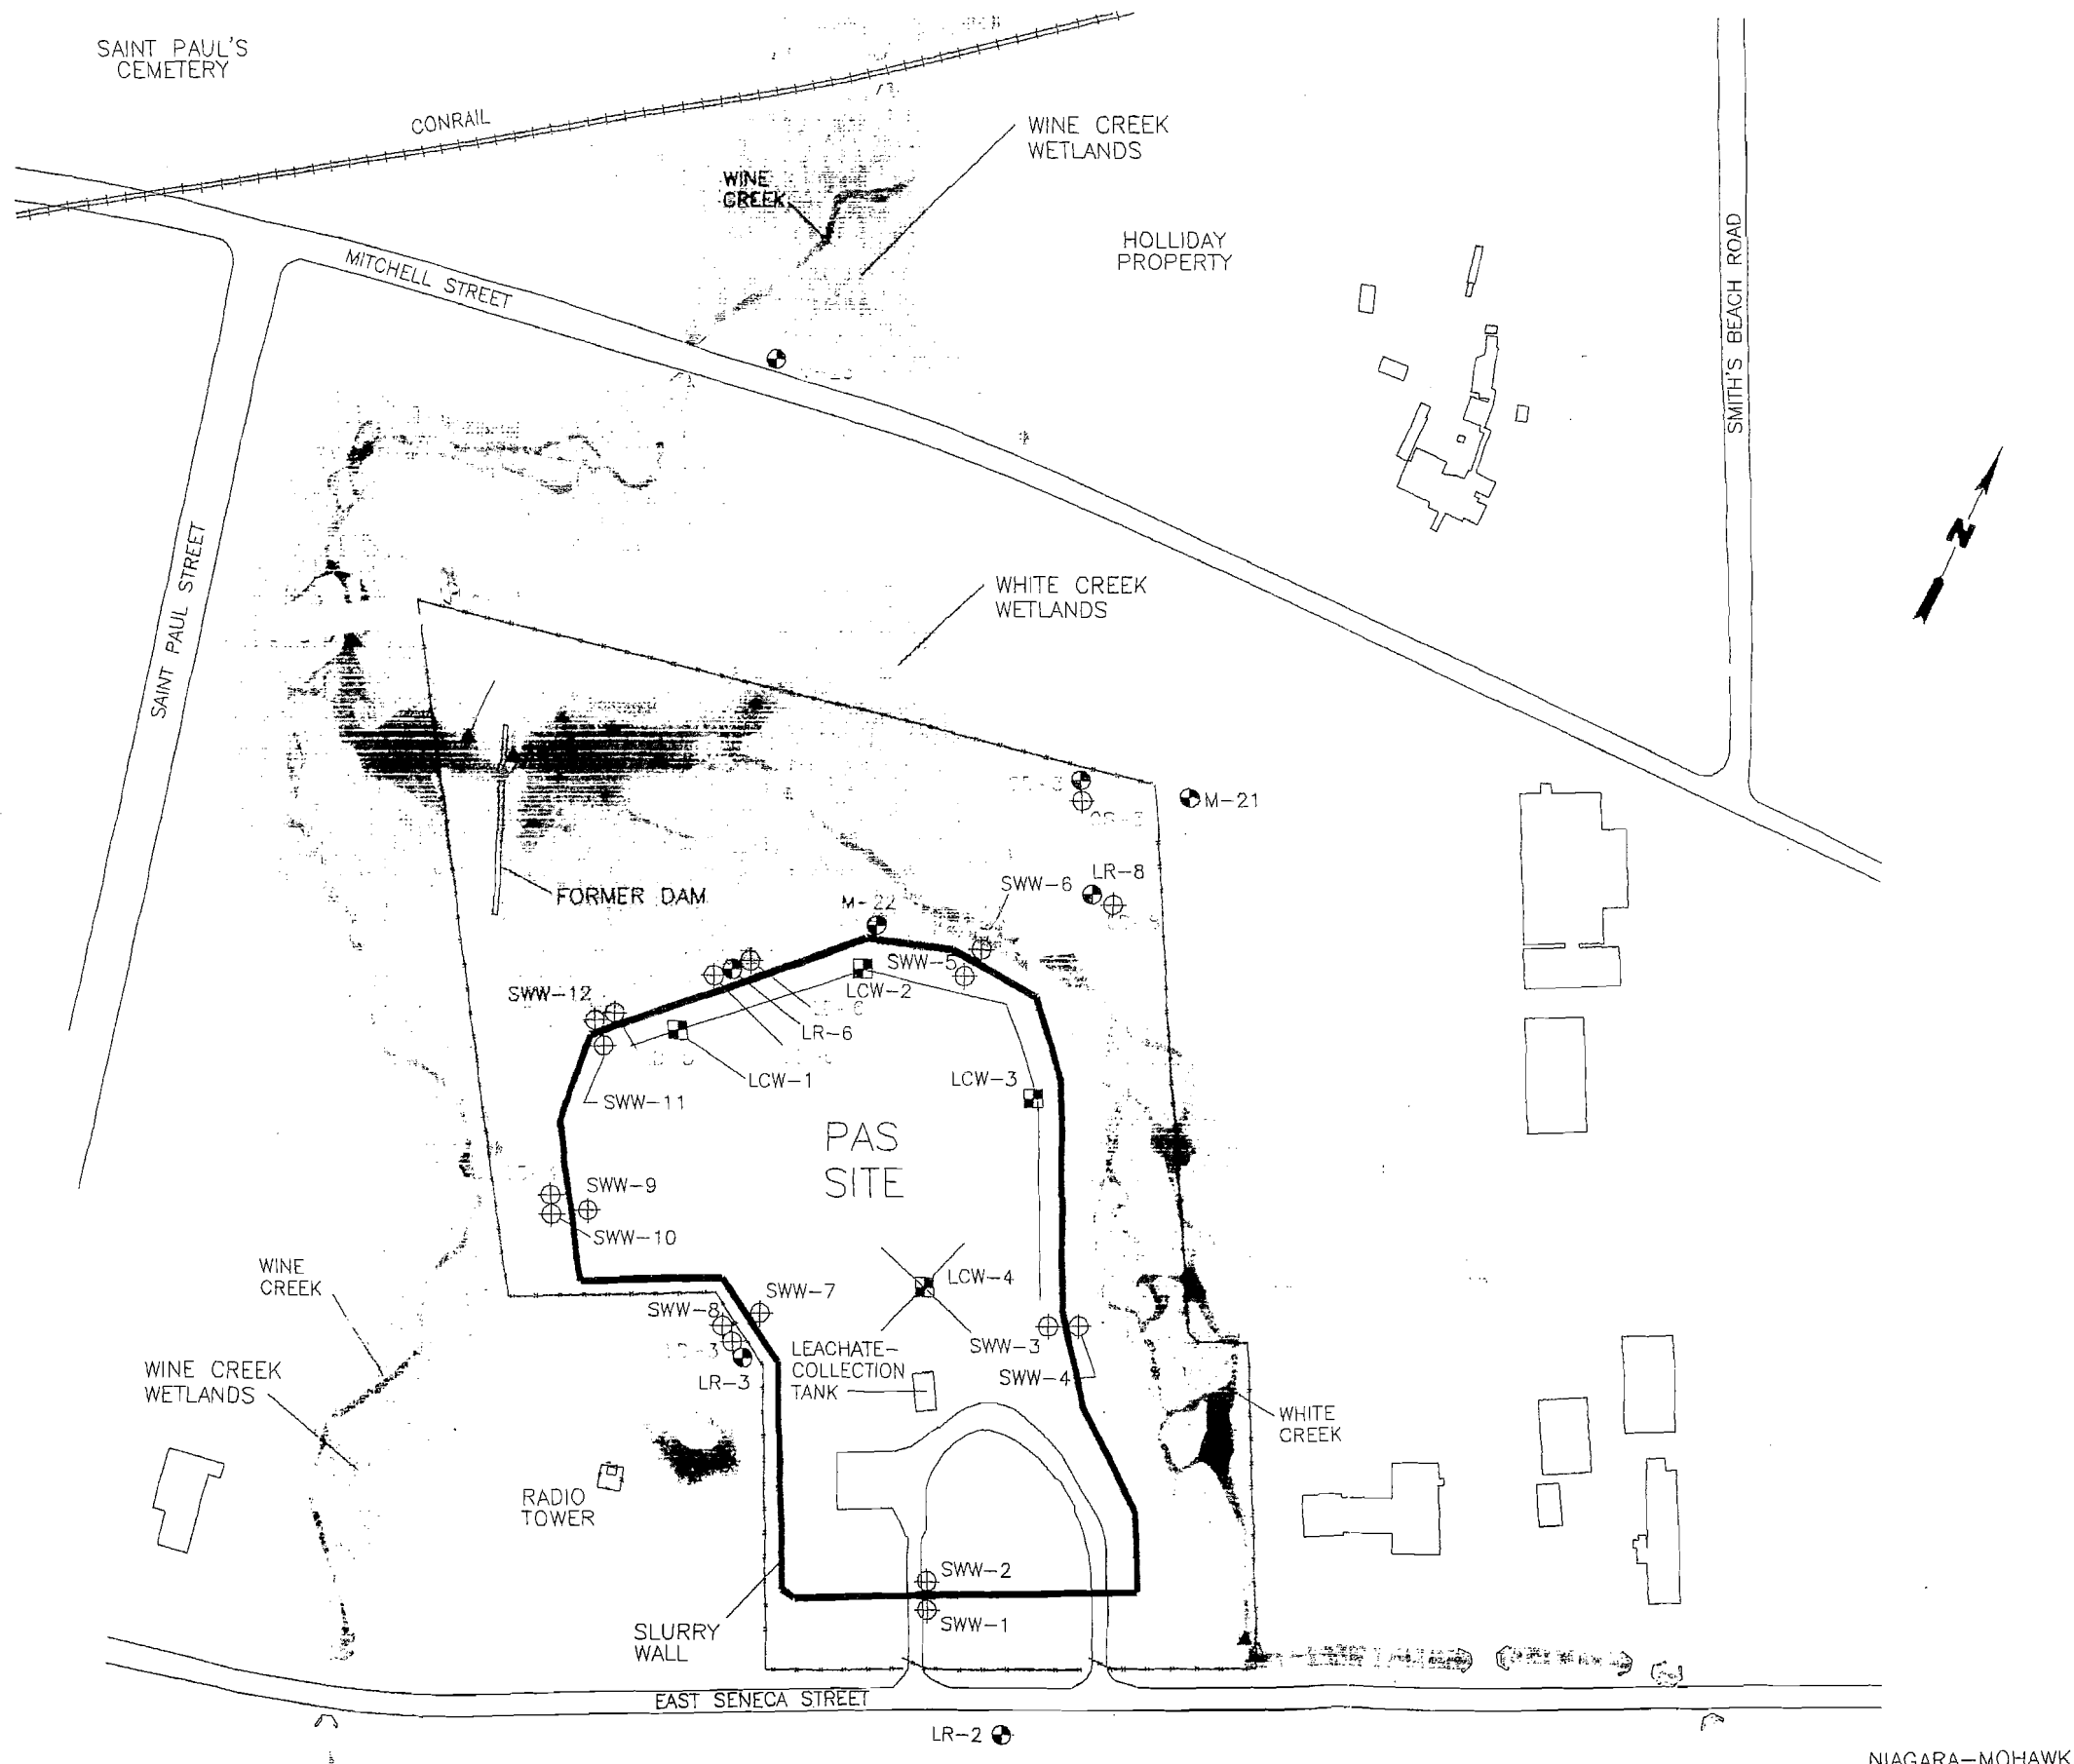 SAINT PAUL'S
CEMETERY
CONRAIL
WINE CREEK
WETLANDS
WINE
CREEK
HOLLIDAY
PROPERTY
MITCHELL STREET
SMITH'S BEACH ROAD
SAINT PAUL STREET
N
WHITE CREEK
WETLANDS
M-21
LR-8
SWW-6
FORMER DAM
M-22
SWW-5
LCW-2
SWW-12
LR-6
LCW-1
LCW-3
SWW-11
PAS
SITE
SWW-9
SWW-10
WINE
CREEK
LCW-4
SWW-7
SWW-8
SWW-3
LEACHATE-
COLLECTION
TANK
LR-3
SWW-4
WINE CREEK
WETLANDS
WHITE
CREEK
RADIO
TOWER
SWW-2
SWW-1
SLURRY
WALL
EAST SENECA STREET
LR-2
NIAGARA-MOHAWK